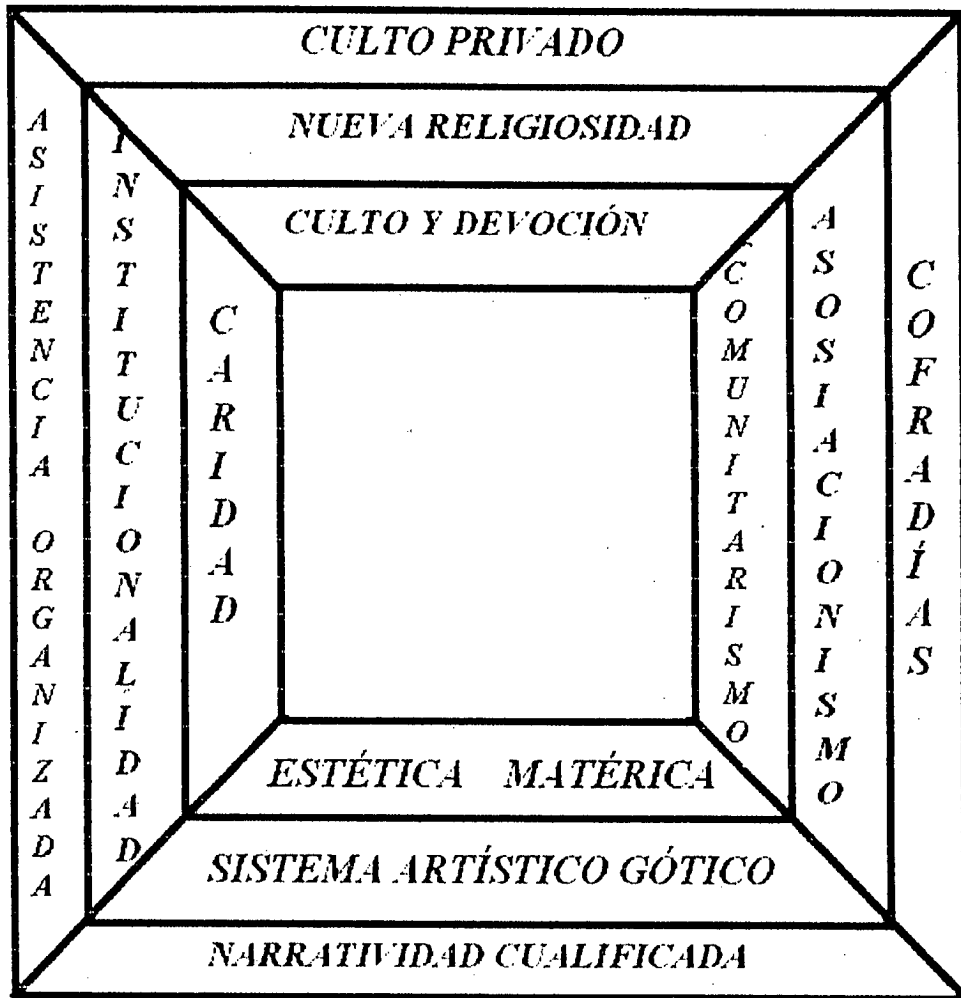 CULTO PRIVADO
NUEVA RELIGIOSIDAD
CULTO Y DEVOCIÓN
ASISTENCIA ORGANIZADA
INSTITUCIONALIDAD
CARIDAD
COMUNITARISMO
ASOSIACIONISMO
COFRADÍAS
ESTÉTICA MATÉRICA
SISTEMA ARTÍSTICO GÓTICO
NARRATIVIDAD CUALIFICADA